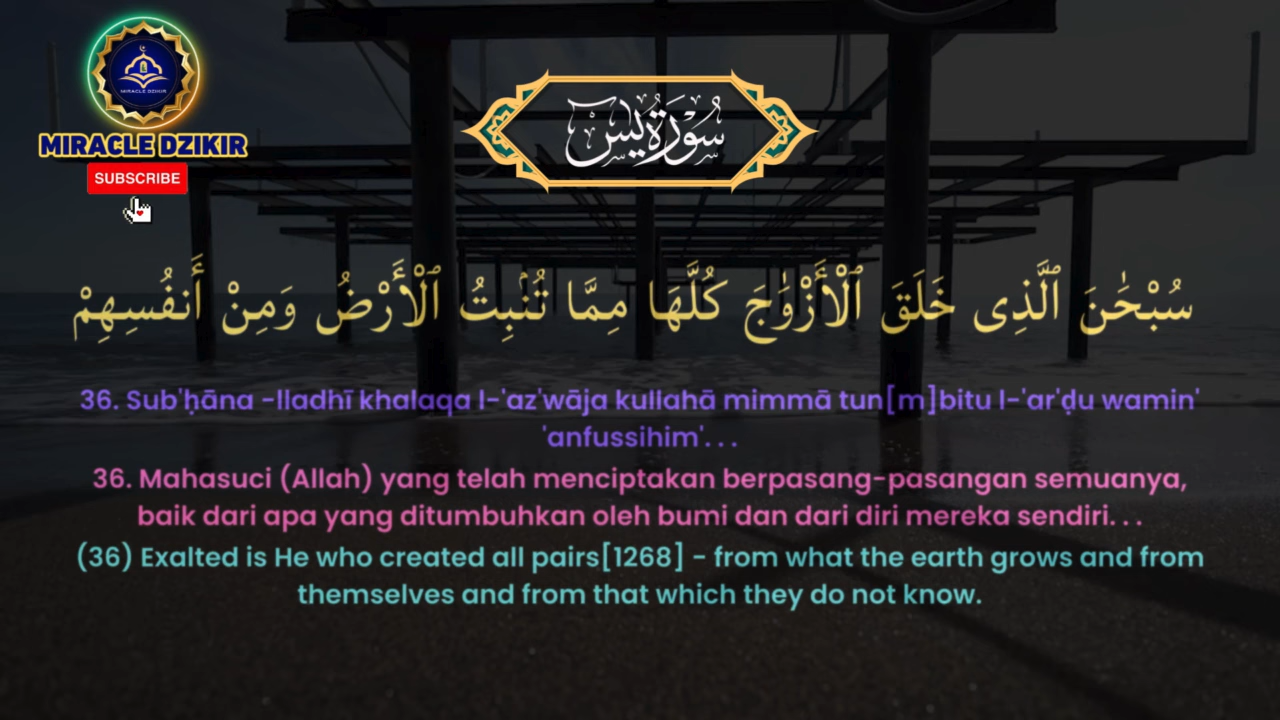 MIRACLE DZIKIR
MIRACLE DZIKIR
SUBSCRIBE
سُوْرَةُ يٰسۤ
سُبْحَٰنَ ٱلَّذِى خَلَقَ ٱلْأَزْوَٰجَ كُلَّهَا مِمَّا تُنۢبِتُ ٱلْأَرْضُ وَمِنْ أَنفُسِهِمْ
36. Sub'ḥāna -lladhī khalaqa l-'az'wāja kullahā mimmā tun[m]bitu l-'ar'ḍu wamin'
'anfussihim'. . .
36. Mahasuci (Allah) yang telah menciptakan berpasang-pasangan semuanya,
baik dari apa yang ditumbuhkan oleh bumi dan dari diri mereka sendiri. . .
(36) Exalted is He who created all pairs[1268] - from what the earth grows and from
themselves and from that which they do not know.